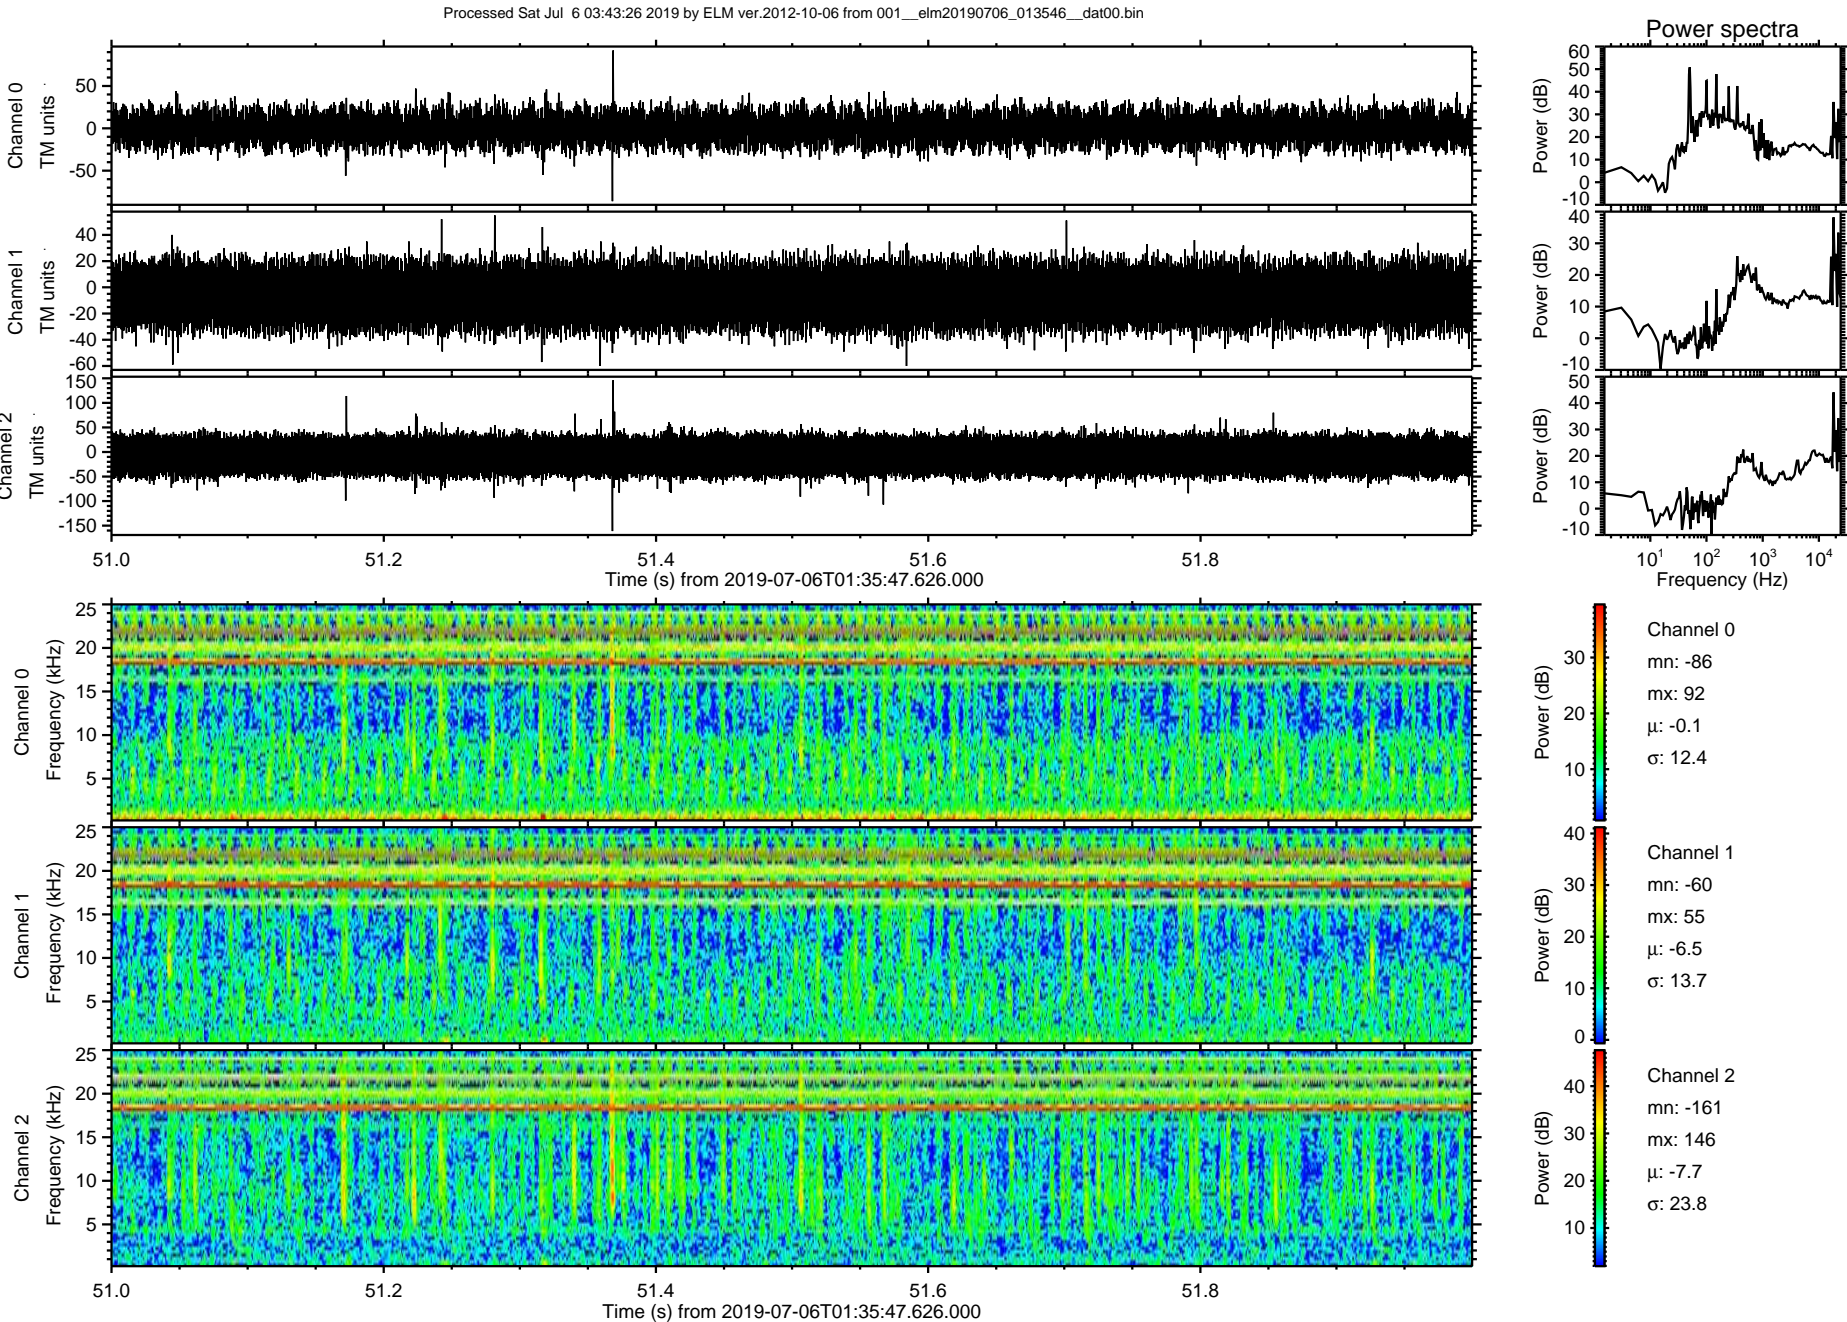 Processed Sat Jul  6 03:43:26 2019 by ELM ver.2012-10-06 from 001__elm20190706_013546__dat00.bin
Power spectra
Channel 0
TM units
50
0
-50
Power (dB)
60
50
40
30
20
10
0
-10
Channel 1
TM units
40
20
0
-20
-40
-60
Power (dB)
40
30
20
10
0
-10
Channel 2
TM units
150
100
50
0
-50
-100
-150
Power (dB)
50
40
30
20
10
0
-10
51.0 51.2 51.4 51.6 51.8
Time (s) from 2019-07-06T01:35:47.626.000
10¹ 10² 10³ 10⁴
Frequency (Hz)
Channel 0
Frequency (kHz)
25
20
15
10
5
Power (dB)
30
20
10
Channel 0
mn: -86
mx: 92
μ: -0.1
σ: 12.4
Channel 1
Frequency (kHz)
25
20
15
10
5
Power (dB)
40
30
20
10
0
Channel 1
mn: -60
mx: 55
μ: -6.5
σ: 13.7
Channel 2
Frequency (kHz)
25
20
15
10
5
Power (dB)
40
30
20
10
Channel 2
mn: -161
mx: 146
μ: -7.7
σ: 23.8
51.0 51.2 51.4 51.6 51.8
Time (s) from 2019-07-06T01:35:47.626.000